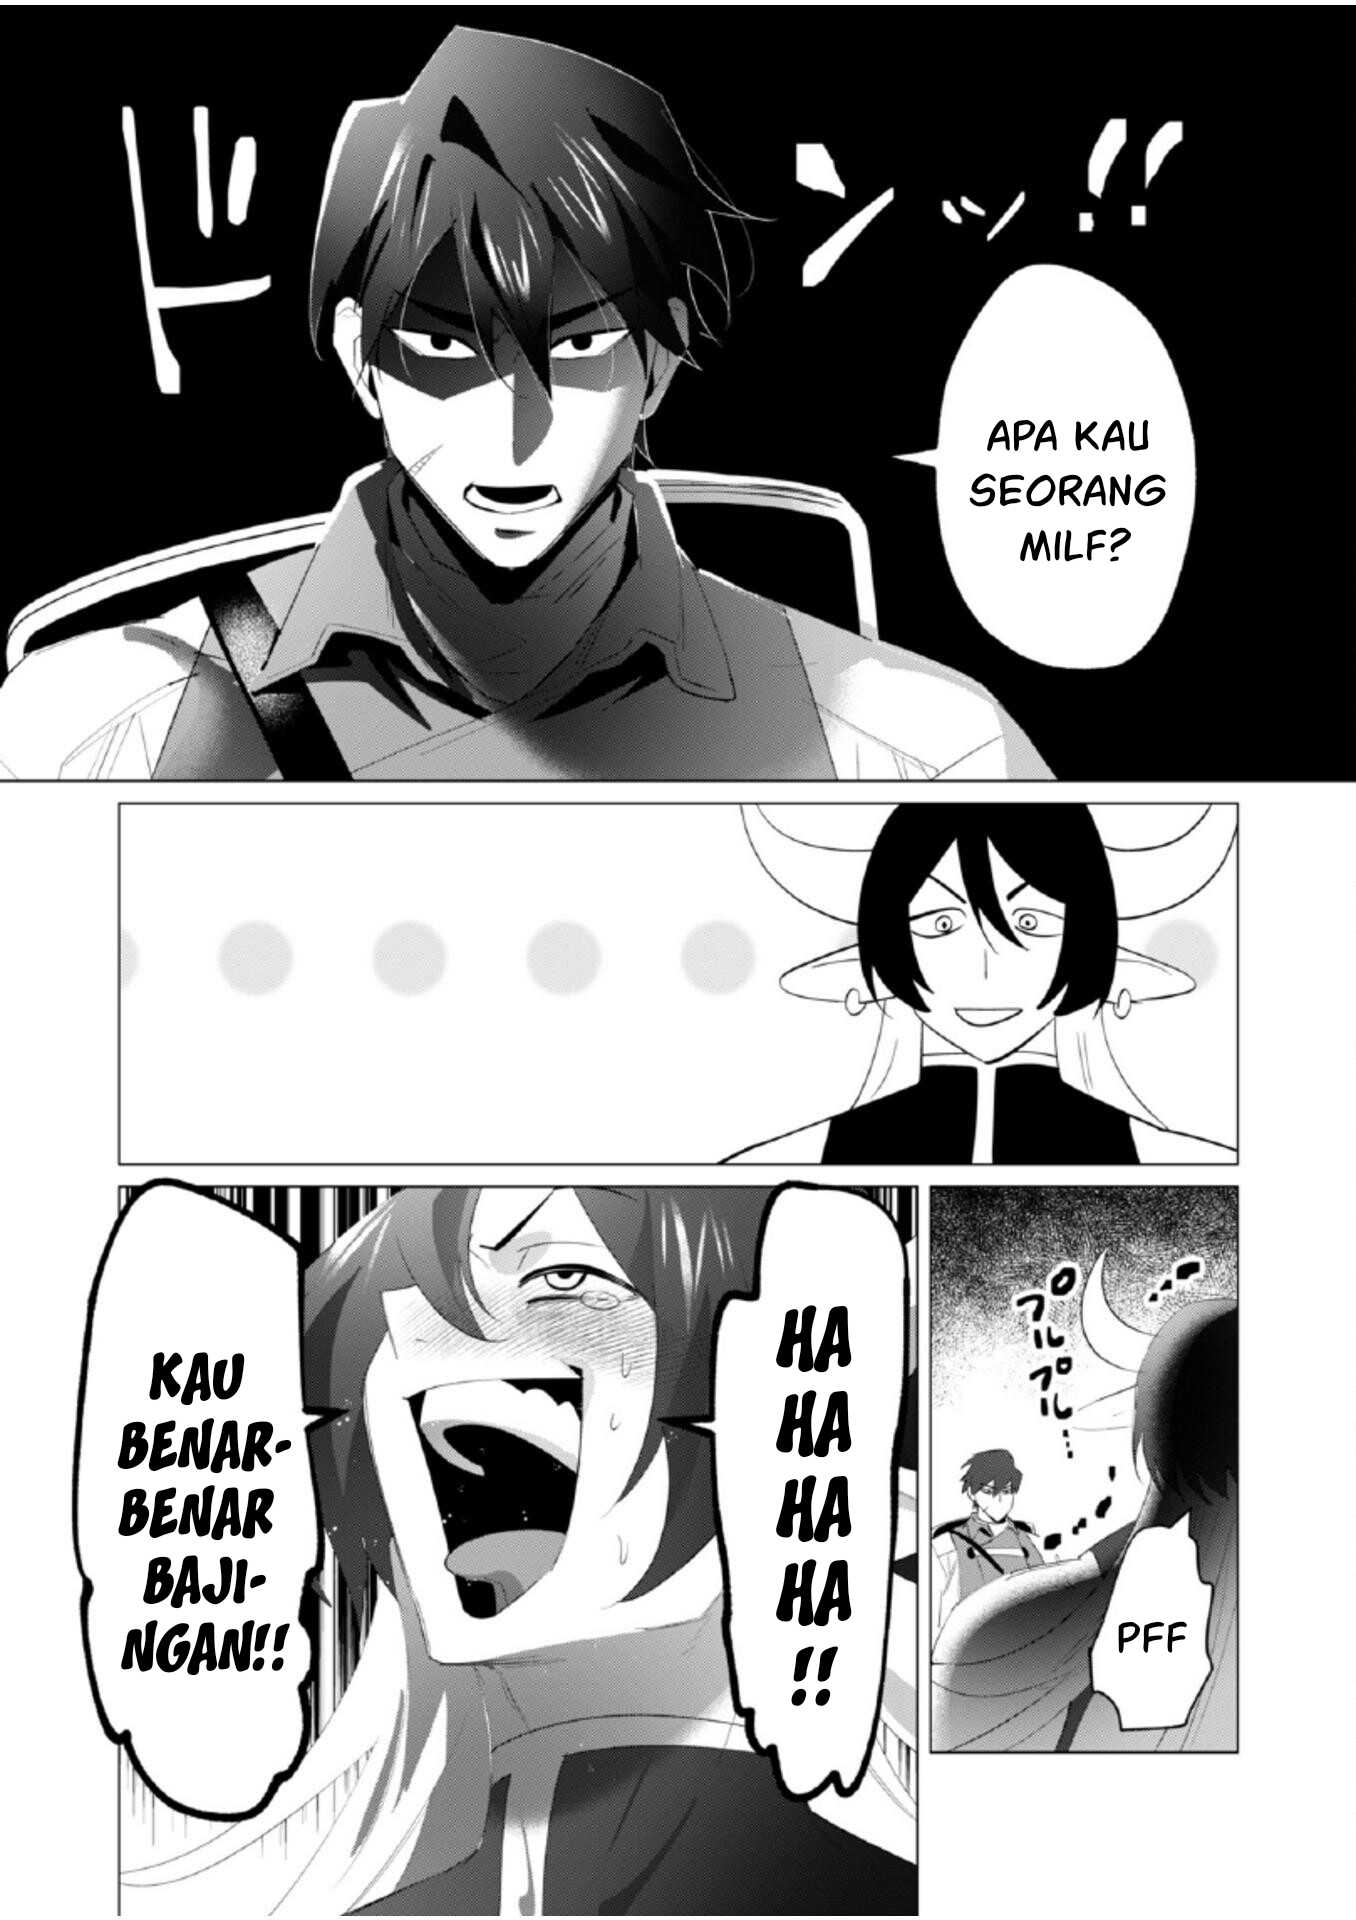 ドンッ!!
APA KAU
SEORANG
MILF?
プルプル…
PFF
HA
HA
HA
HA
!!
KAU
BENAR-
BENAR
BAJI-
NGAN!!